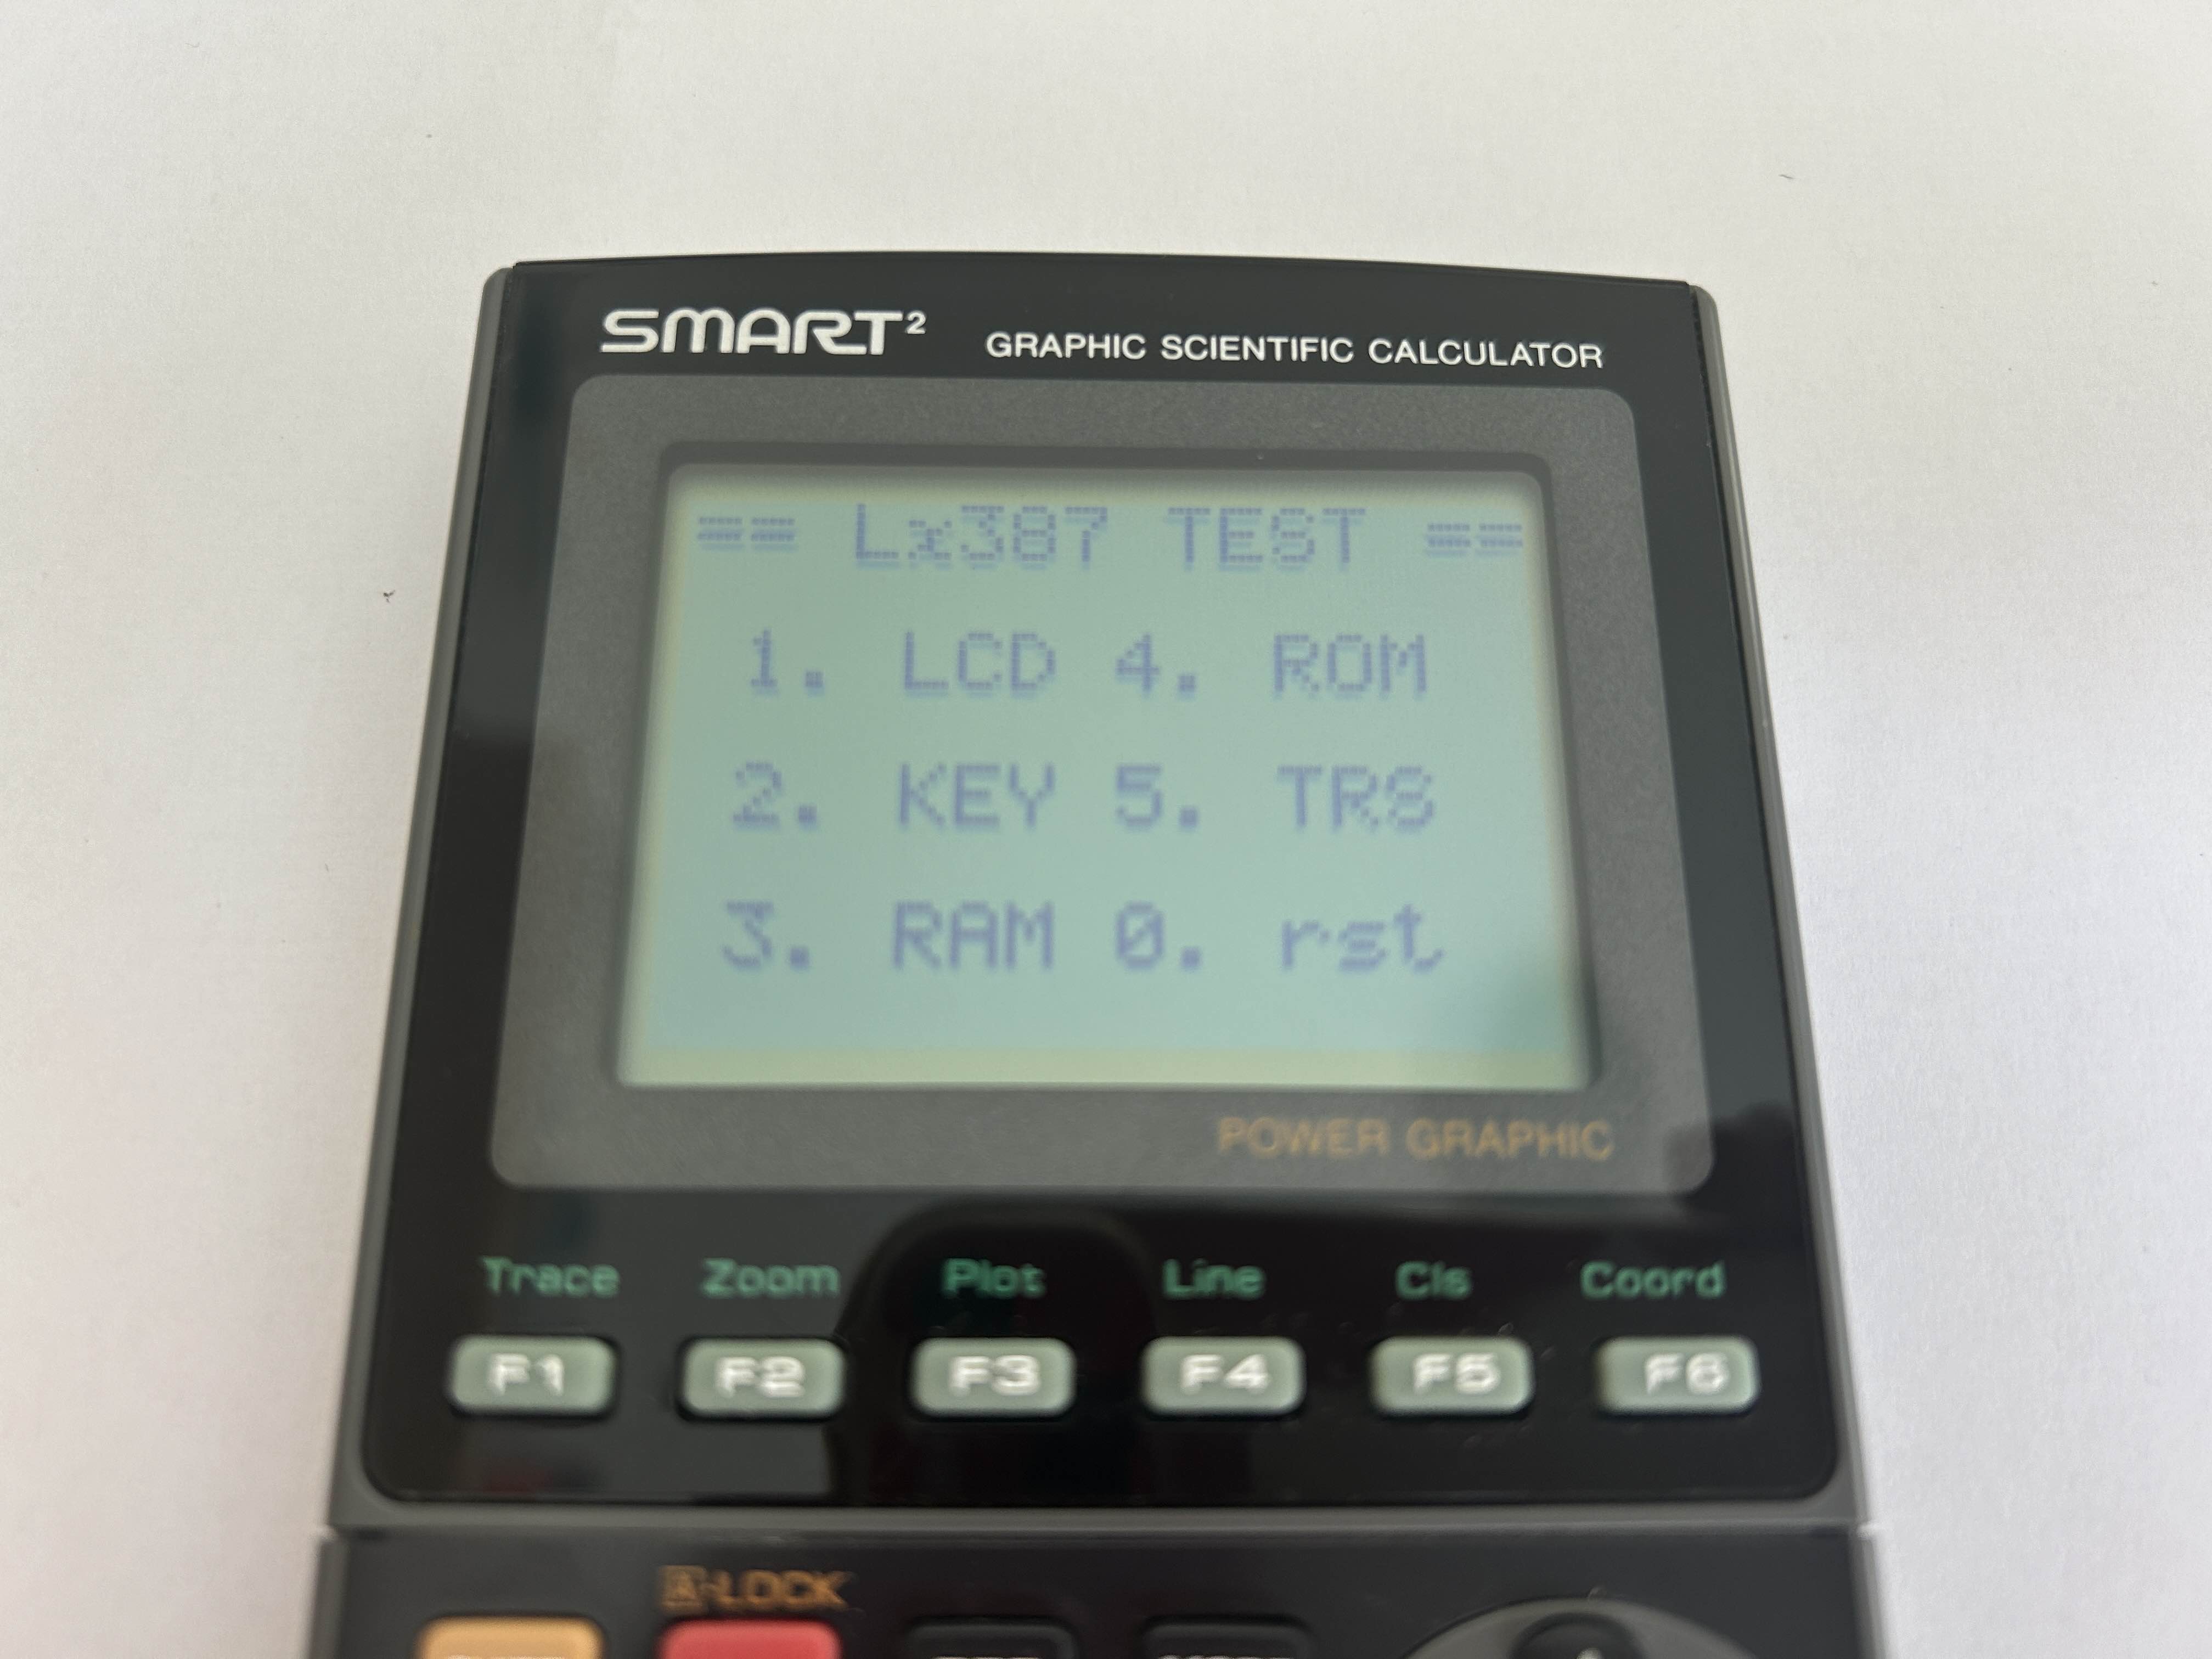 SMART² GRAPHIC SCIENTIFIC CALCULATOR
== Lx387 TEST ==
1. LCD 4. ROM
2. KEY 5. TRS
3. RAM 0. rst
POWER GRAPHIC
Trace Zoom Plot Line Cls Coord
F1 F2 F3 F4 F5 F6
A-LOCK